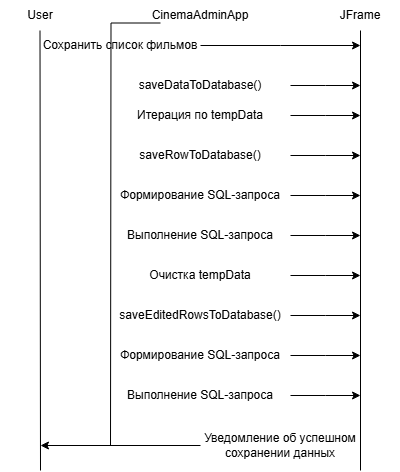 User CinemaAdminApp JFrame
Сохранить список фильмов
saveDataToDatabase()
Итерация по tempData
saveRowToDatabase()
Формирование SQL-запроса
Выполнение SQL-запроса
Очистка tempData
saveEditedRowsToDatabase()
Формирование SQL-запроса
Выполнение SQL-запроса
Уведомление об успешном
сохранении данных